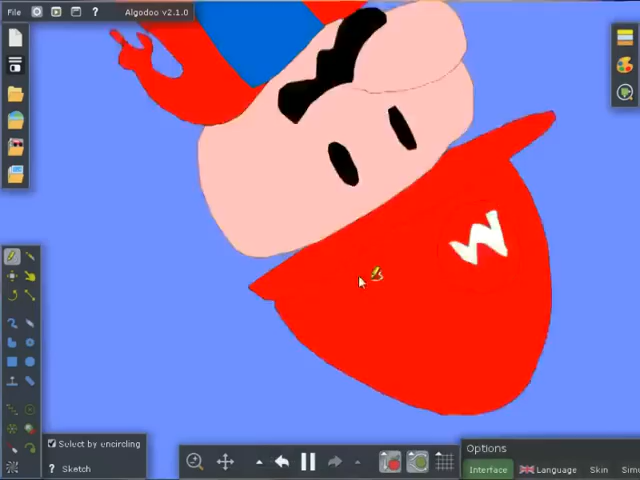 File ? Algodoo v2.1.0
W
Select by encircling
? Sketch
Options
Interface Language Skin Simu